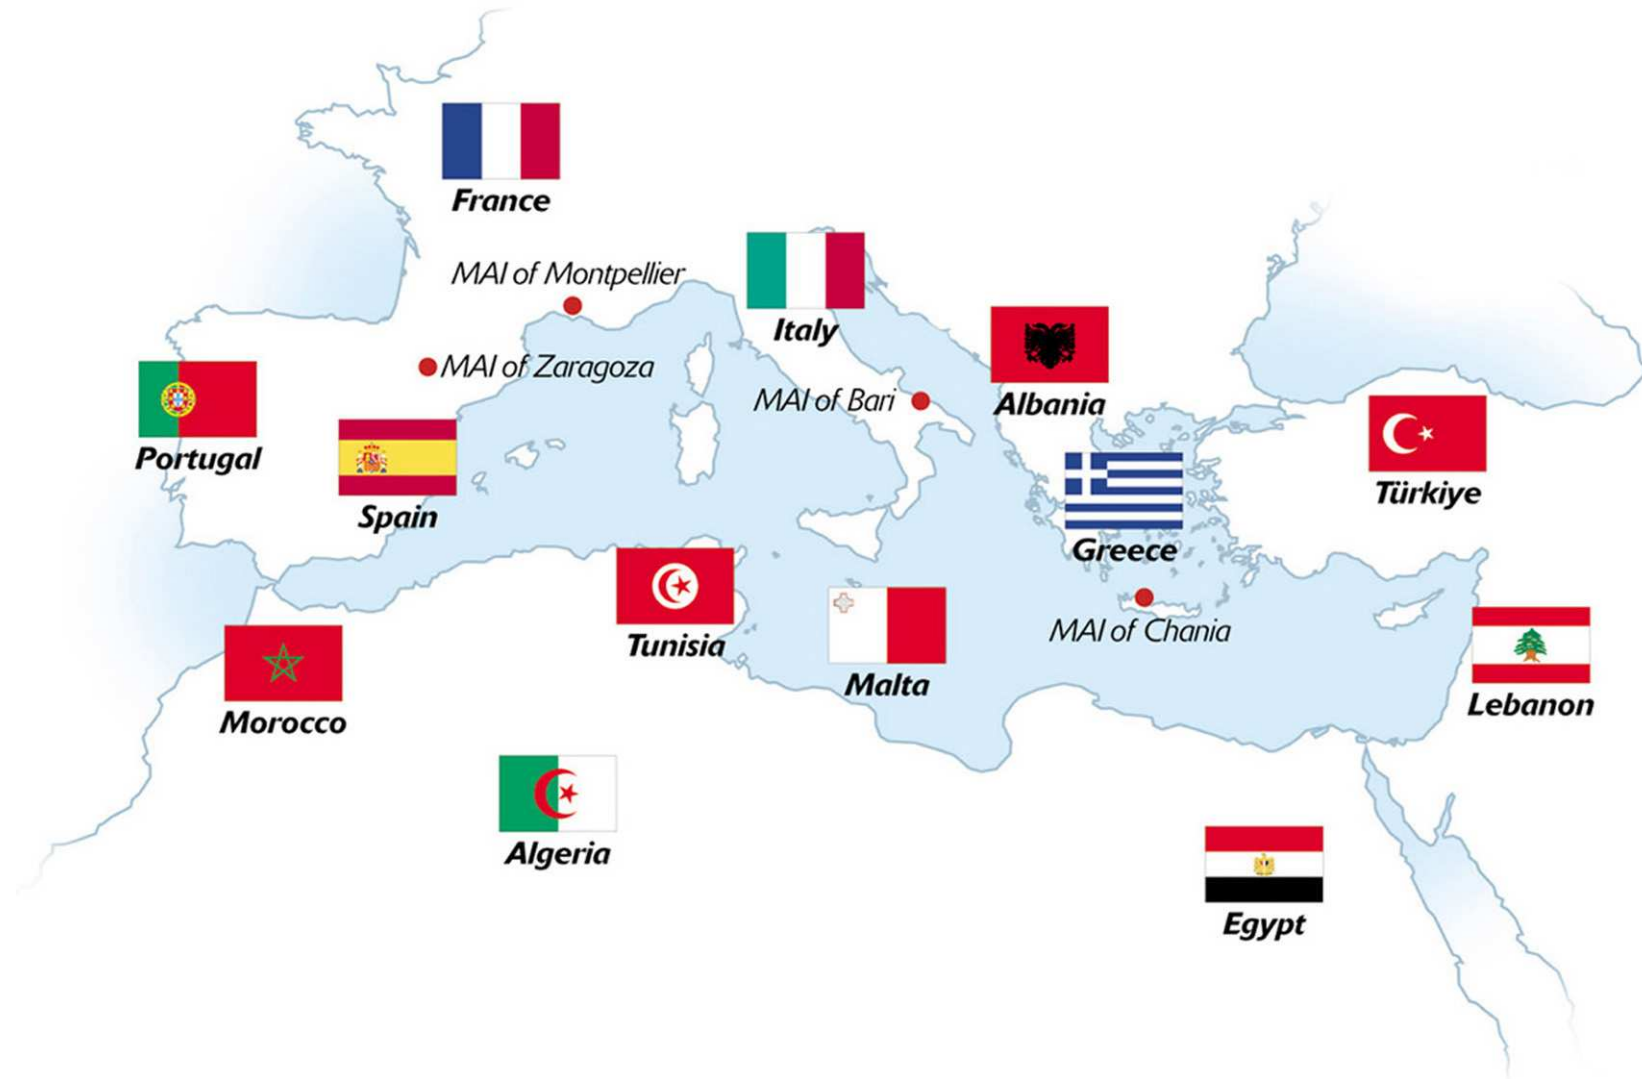 France
MAI of Montpellier
Italy
MAI of Zaragoza
MAI of Bari
Albania
Portugal
Spain
Türkiye
Greece
MAI of Chania
Tunisia
Malta
Lebanon
Morocco
Algeria
Egypt